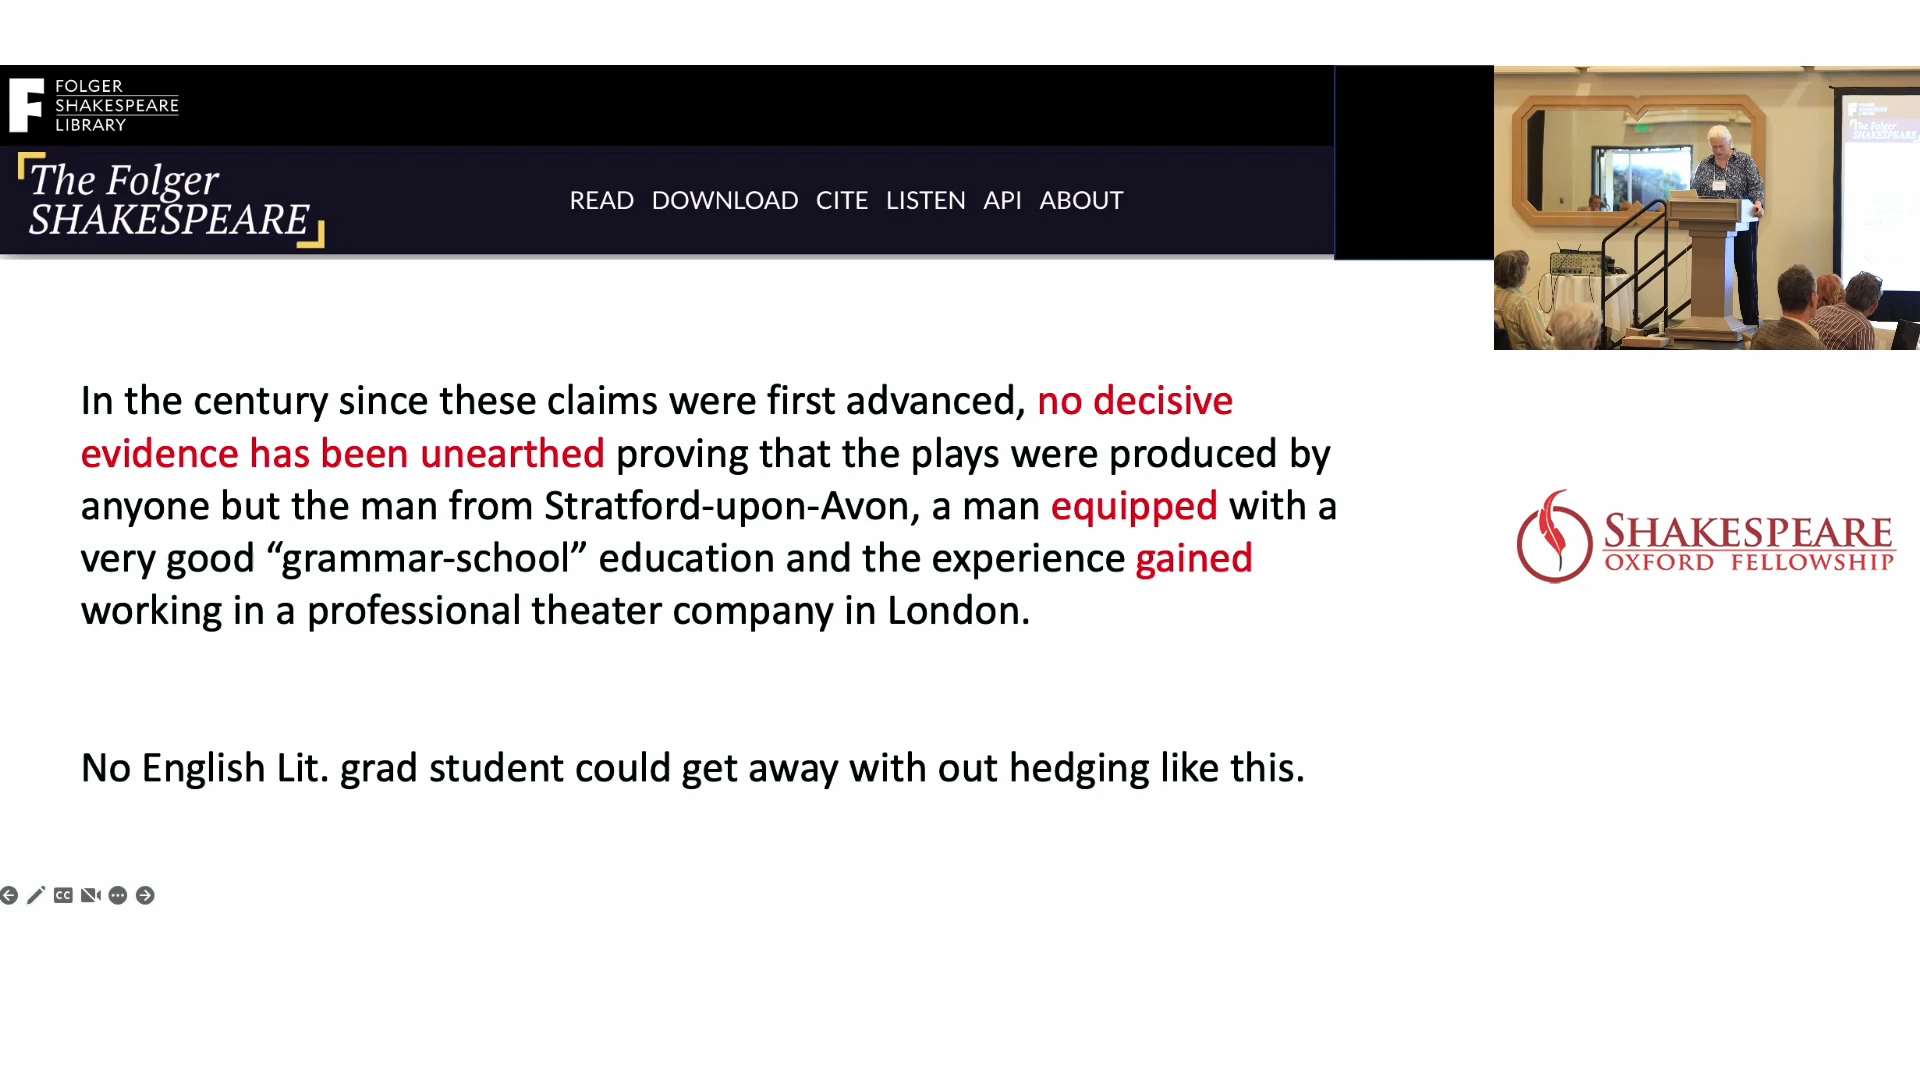 FOLGER
SHAKESPEARE
LIBRARY
The Folger
SHAKESPEARE
READ DOWNLOAD CITE LISTEN API ABOUT
In the century since these claims were first advanced, no decisive
evidence has been unearthed proving that the plays were produced by
anyone but the man from Stratford-upon-Avon, a man equipped with a
very good “grammar-school” education and the experience gained
working in a professional theater company in London.
No English Lit. grad student could get away with out hedging like this.
SHAKESPEARE
OXFORD FELLOWSHIP
CC
The Folger
SHAKESPEARE